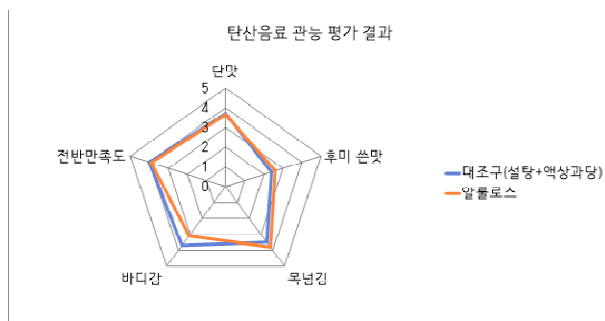 탄산음료 관능 평가 결과
단맛
5
4
3
2
1
0
전반만족도
후미 쓴맛
바디감
목넘김
대조구(설탕+액상과당)
알룰로스